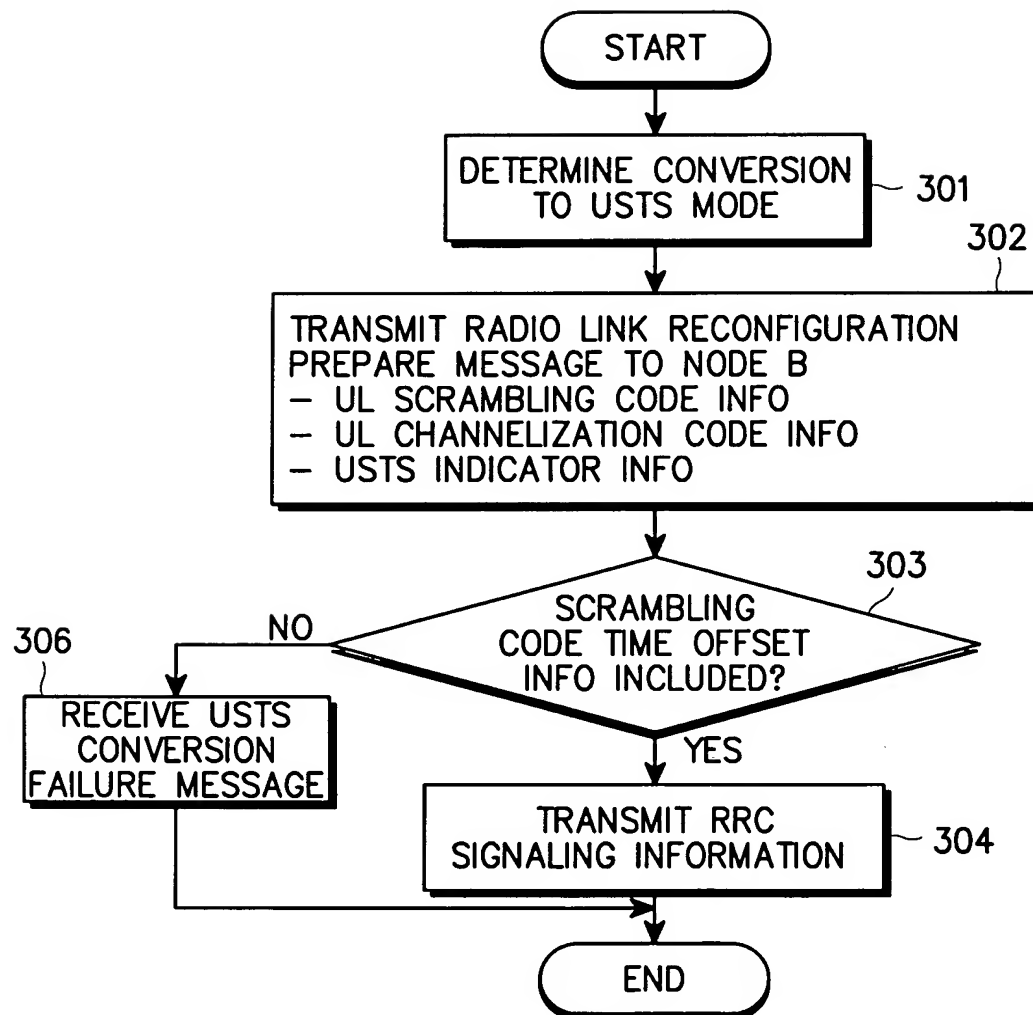 START
DETERMINE CONVERSION
TO USTS MODE
301
302
TRANSMIT RADIO LINK RECONFIGURATION
PREPARE MESSAGE TO NODE B
– UL SCRAMBLING CODE INFO
– UL CHANNELIZATION CODE INFO
– USTS INDICATOR INFO
303
SCRAMBLING
CODE TIME OFFSET
INFO INCLUDED?
NO
306
RECEIVE USTS
CONVERSION
FAILURE MESSAGE
YES
TRANSMIT RRC
SIGNALING INFORMATION
304
END